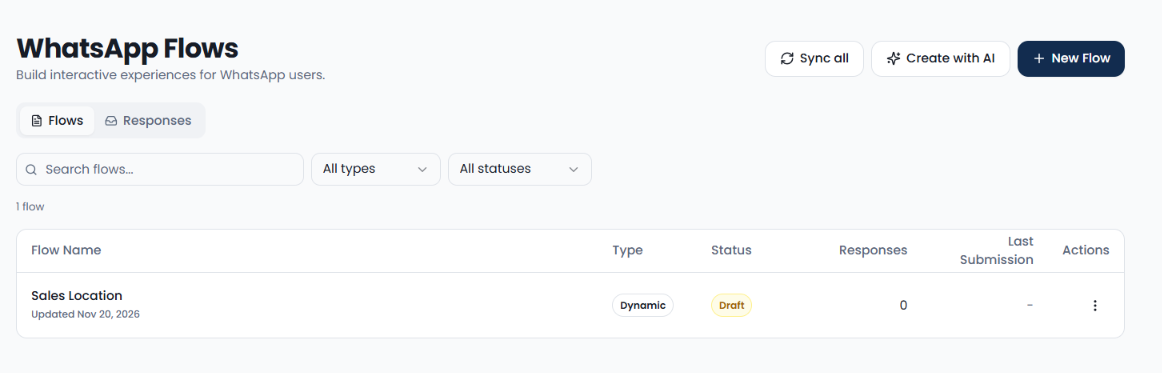 WhatsApp Flows
Build interactive experiences for WhatsApp users.
Sync all
Create with AI
New Flow
Flows
Responses
Search flows...
All types
All statuses
1 flow
Flow Name
Type
Status
Responses
Last
Submission
Actions
Sales Location
Updated Nov 20, 2026
Dynamic
Draft
0
-